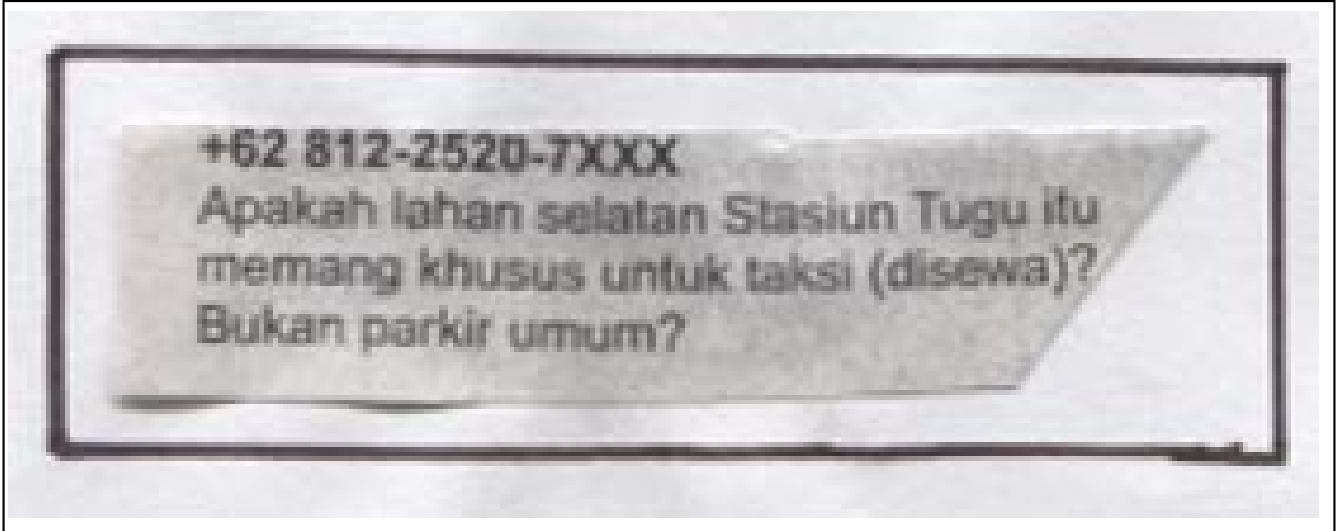 +62 812-2520-7XXX
Apakah lahan selatan Stasiun Tugu itu
memang khusus untuk taksi (disewa)?
Bukan parkir umum?